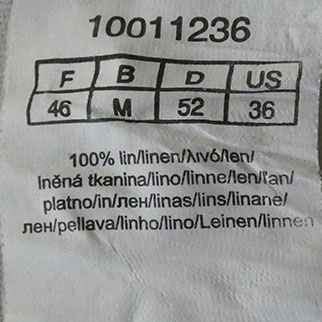 10011236
F B D US
46 M 52 36
100% lin/linen/λινό/len/
lněná tkanina/lino/linne/len/ľan/
platno/in/лен/linas/lins/linane/
лен/pellava/linho/lino/Leinen/linnen